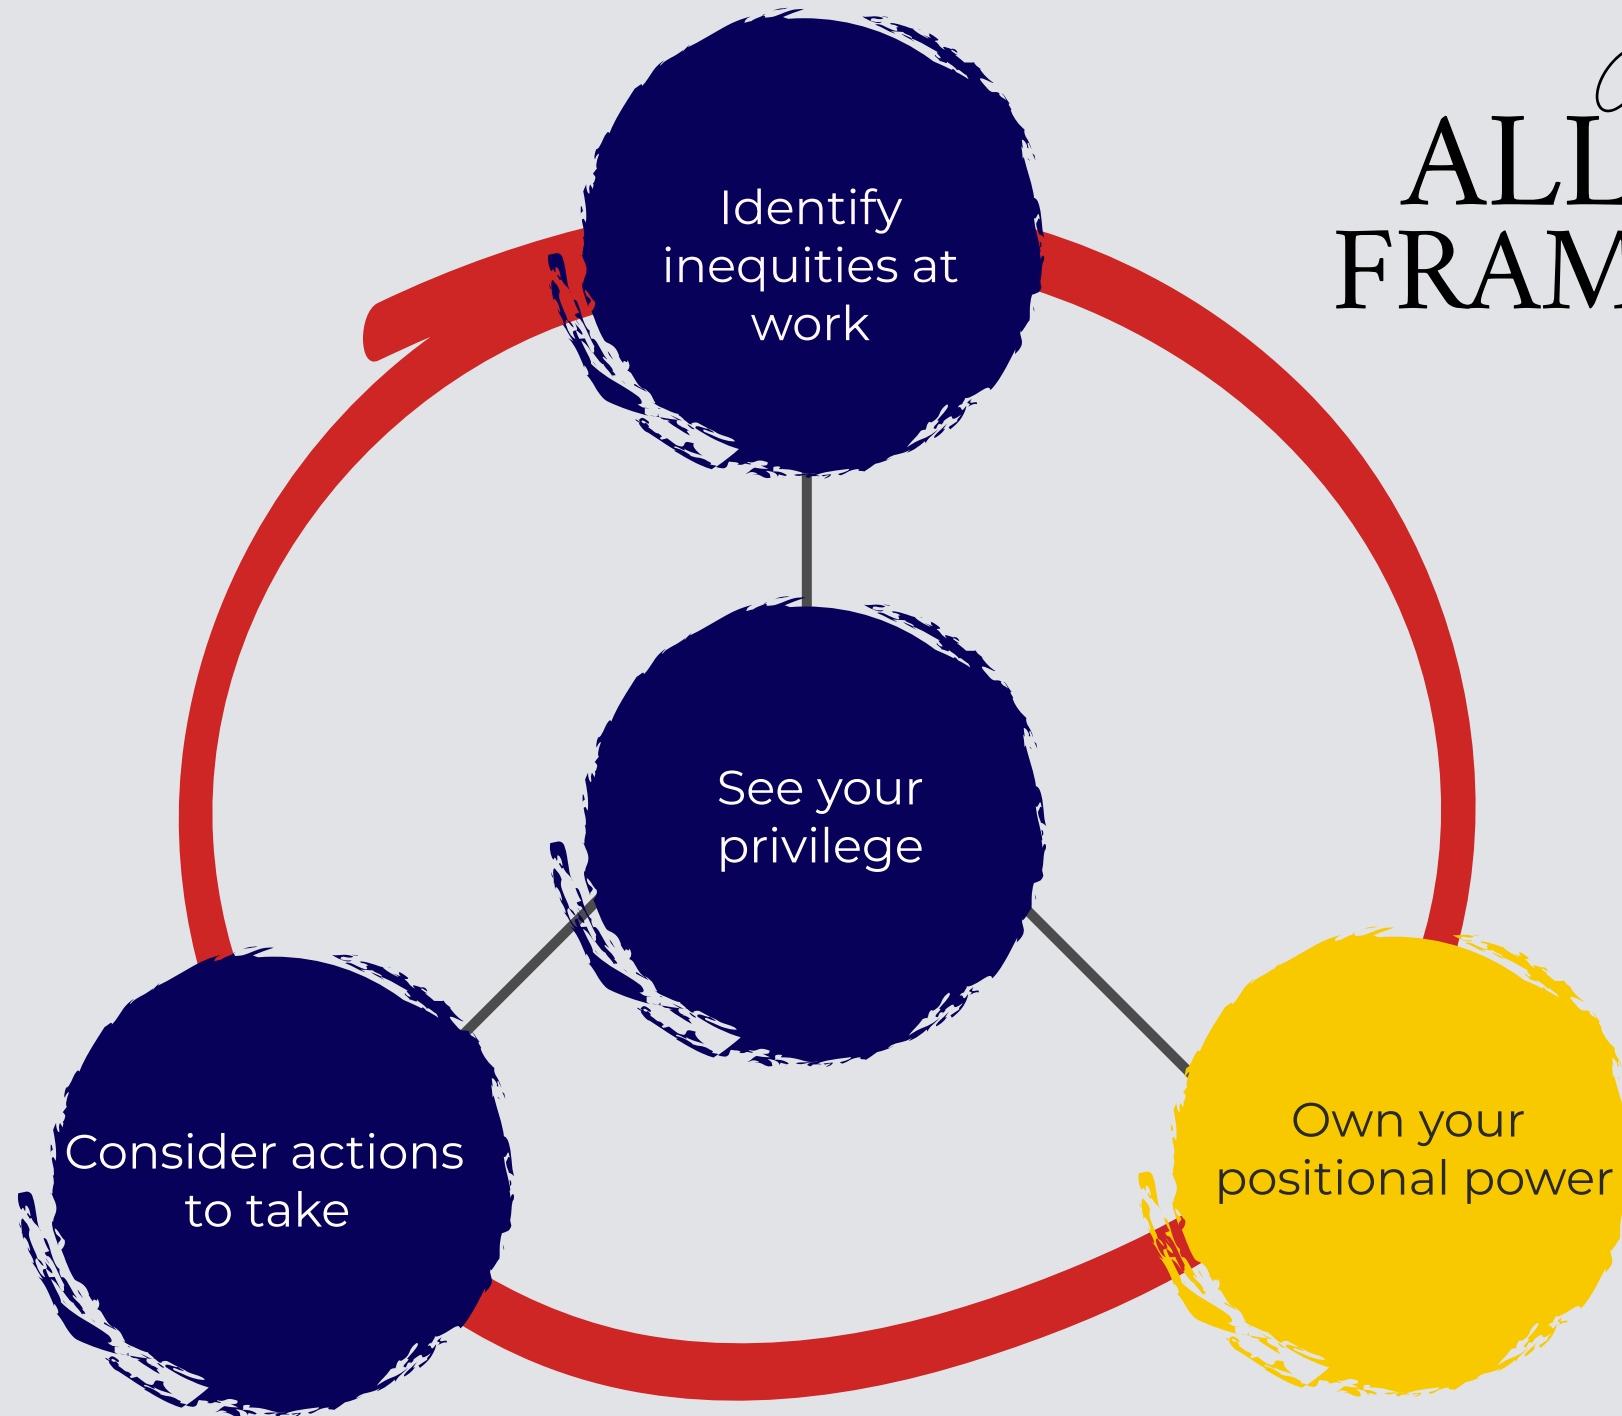 ALL
FRAM
Identify
inequities at
work
See your
privilege
Own your
positional power
Consider actions
to take